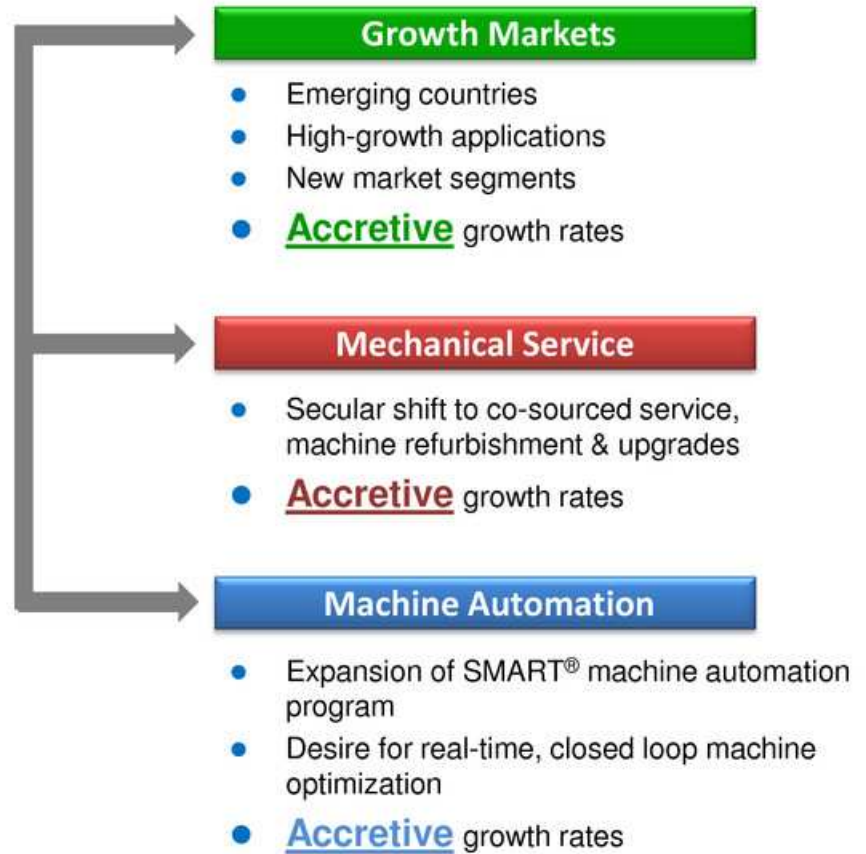 Growth Markets
Emerging countries
High-growth applications
New market segments
Accretive growth rates
Mechanical Service
Secular shift to co-sourced service,
machine refurbishment & upgrades
Accretive growth rates
Machine Automation
Expansion of SMART® machine automation
program
Desire for real-time, closed loop machine
optimization
Accretive growth rates